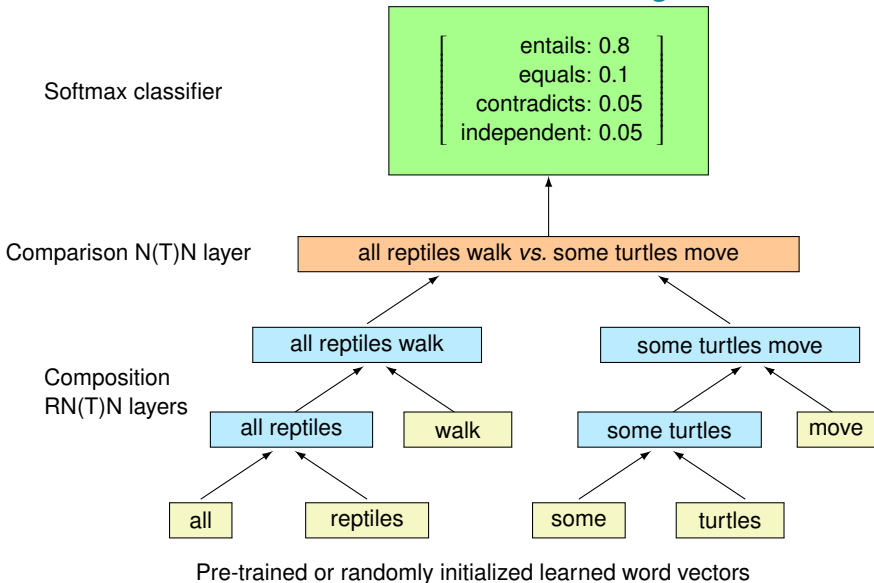 Softmax classifier
entails: 0.8
equals: 0.1
contradicts: 0.05
independent: 0.05
Comparison N(T)N layer
all reptiles walk vs. some turtles move
all reptiles walk
some turtles move
Composition
RN(T)N layers
all reptiles
walk
some turtles
move
all
reptiles
some
turtles
Pre-trained or randomly initialized learned word vectors